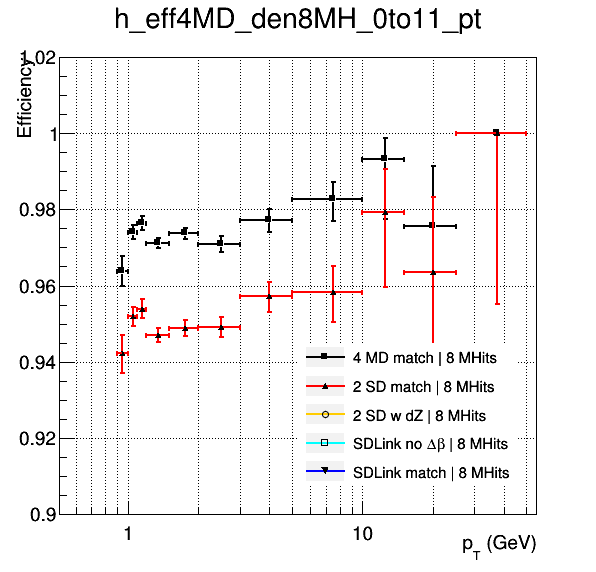 h_eff4MD_den8MH_0to11_pt
Efficiency
1.02
1
0.98
0.96
0.94
0.92
0.9
4 MD match | 8 MHits
2 SD match | 8 MHits
2 SD w dZ | 8 MHits
SDLink no Δβ | 8 MHits
SDLink match | 8 MHits
1
10
p_T (GeV)